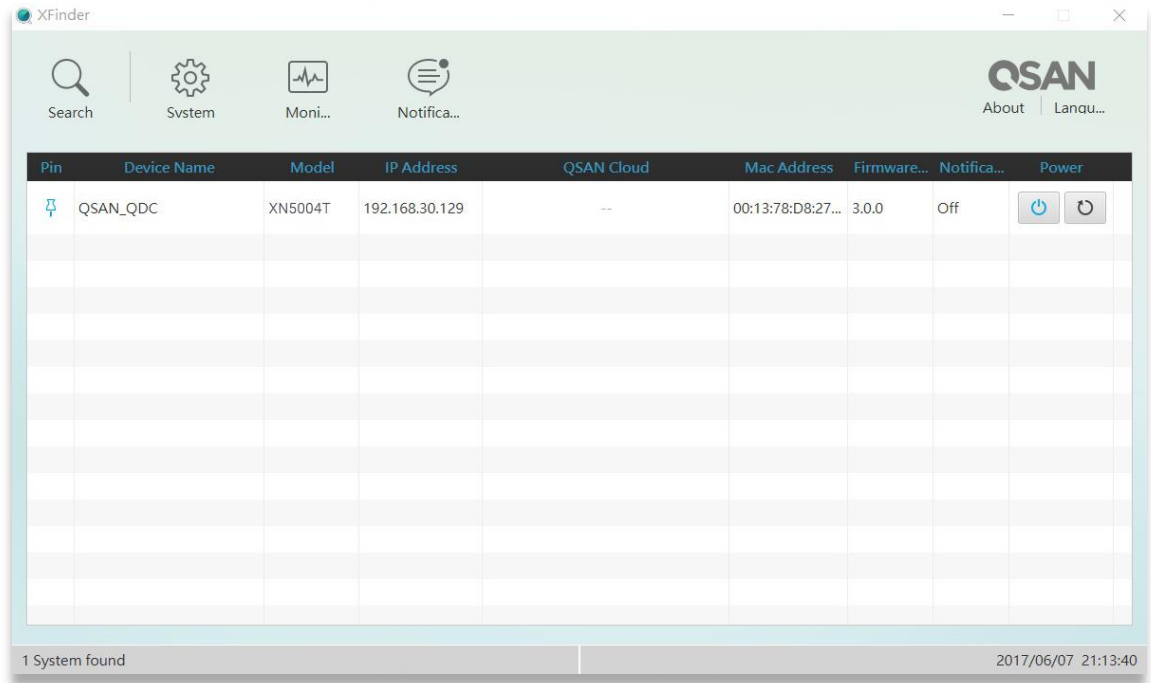 XFinder
QSAN
Search System Moni... Notifica... About Langu...
Pin Device Name Model IP Address QSAN Cloud Mac Address Firmware... Notifica... Power
QSAN_QDC XN5004T 192.168.30.129 -- 00:13:78:D8:27... 3.0.0 Off
1 System found 2017/06/07 21:13:40